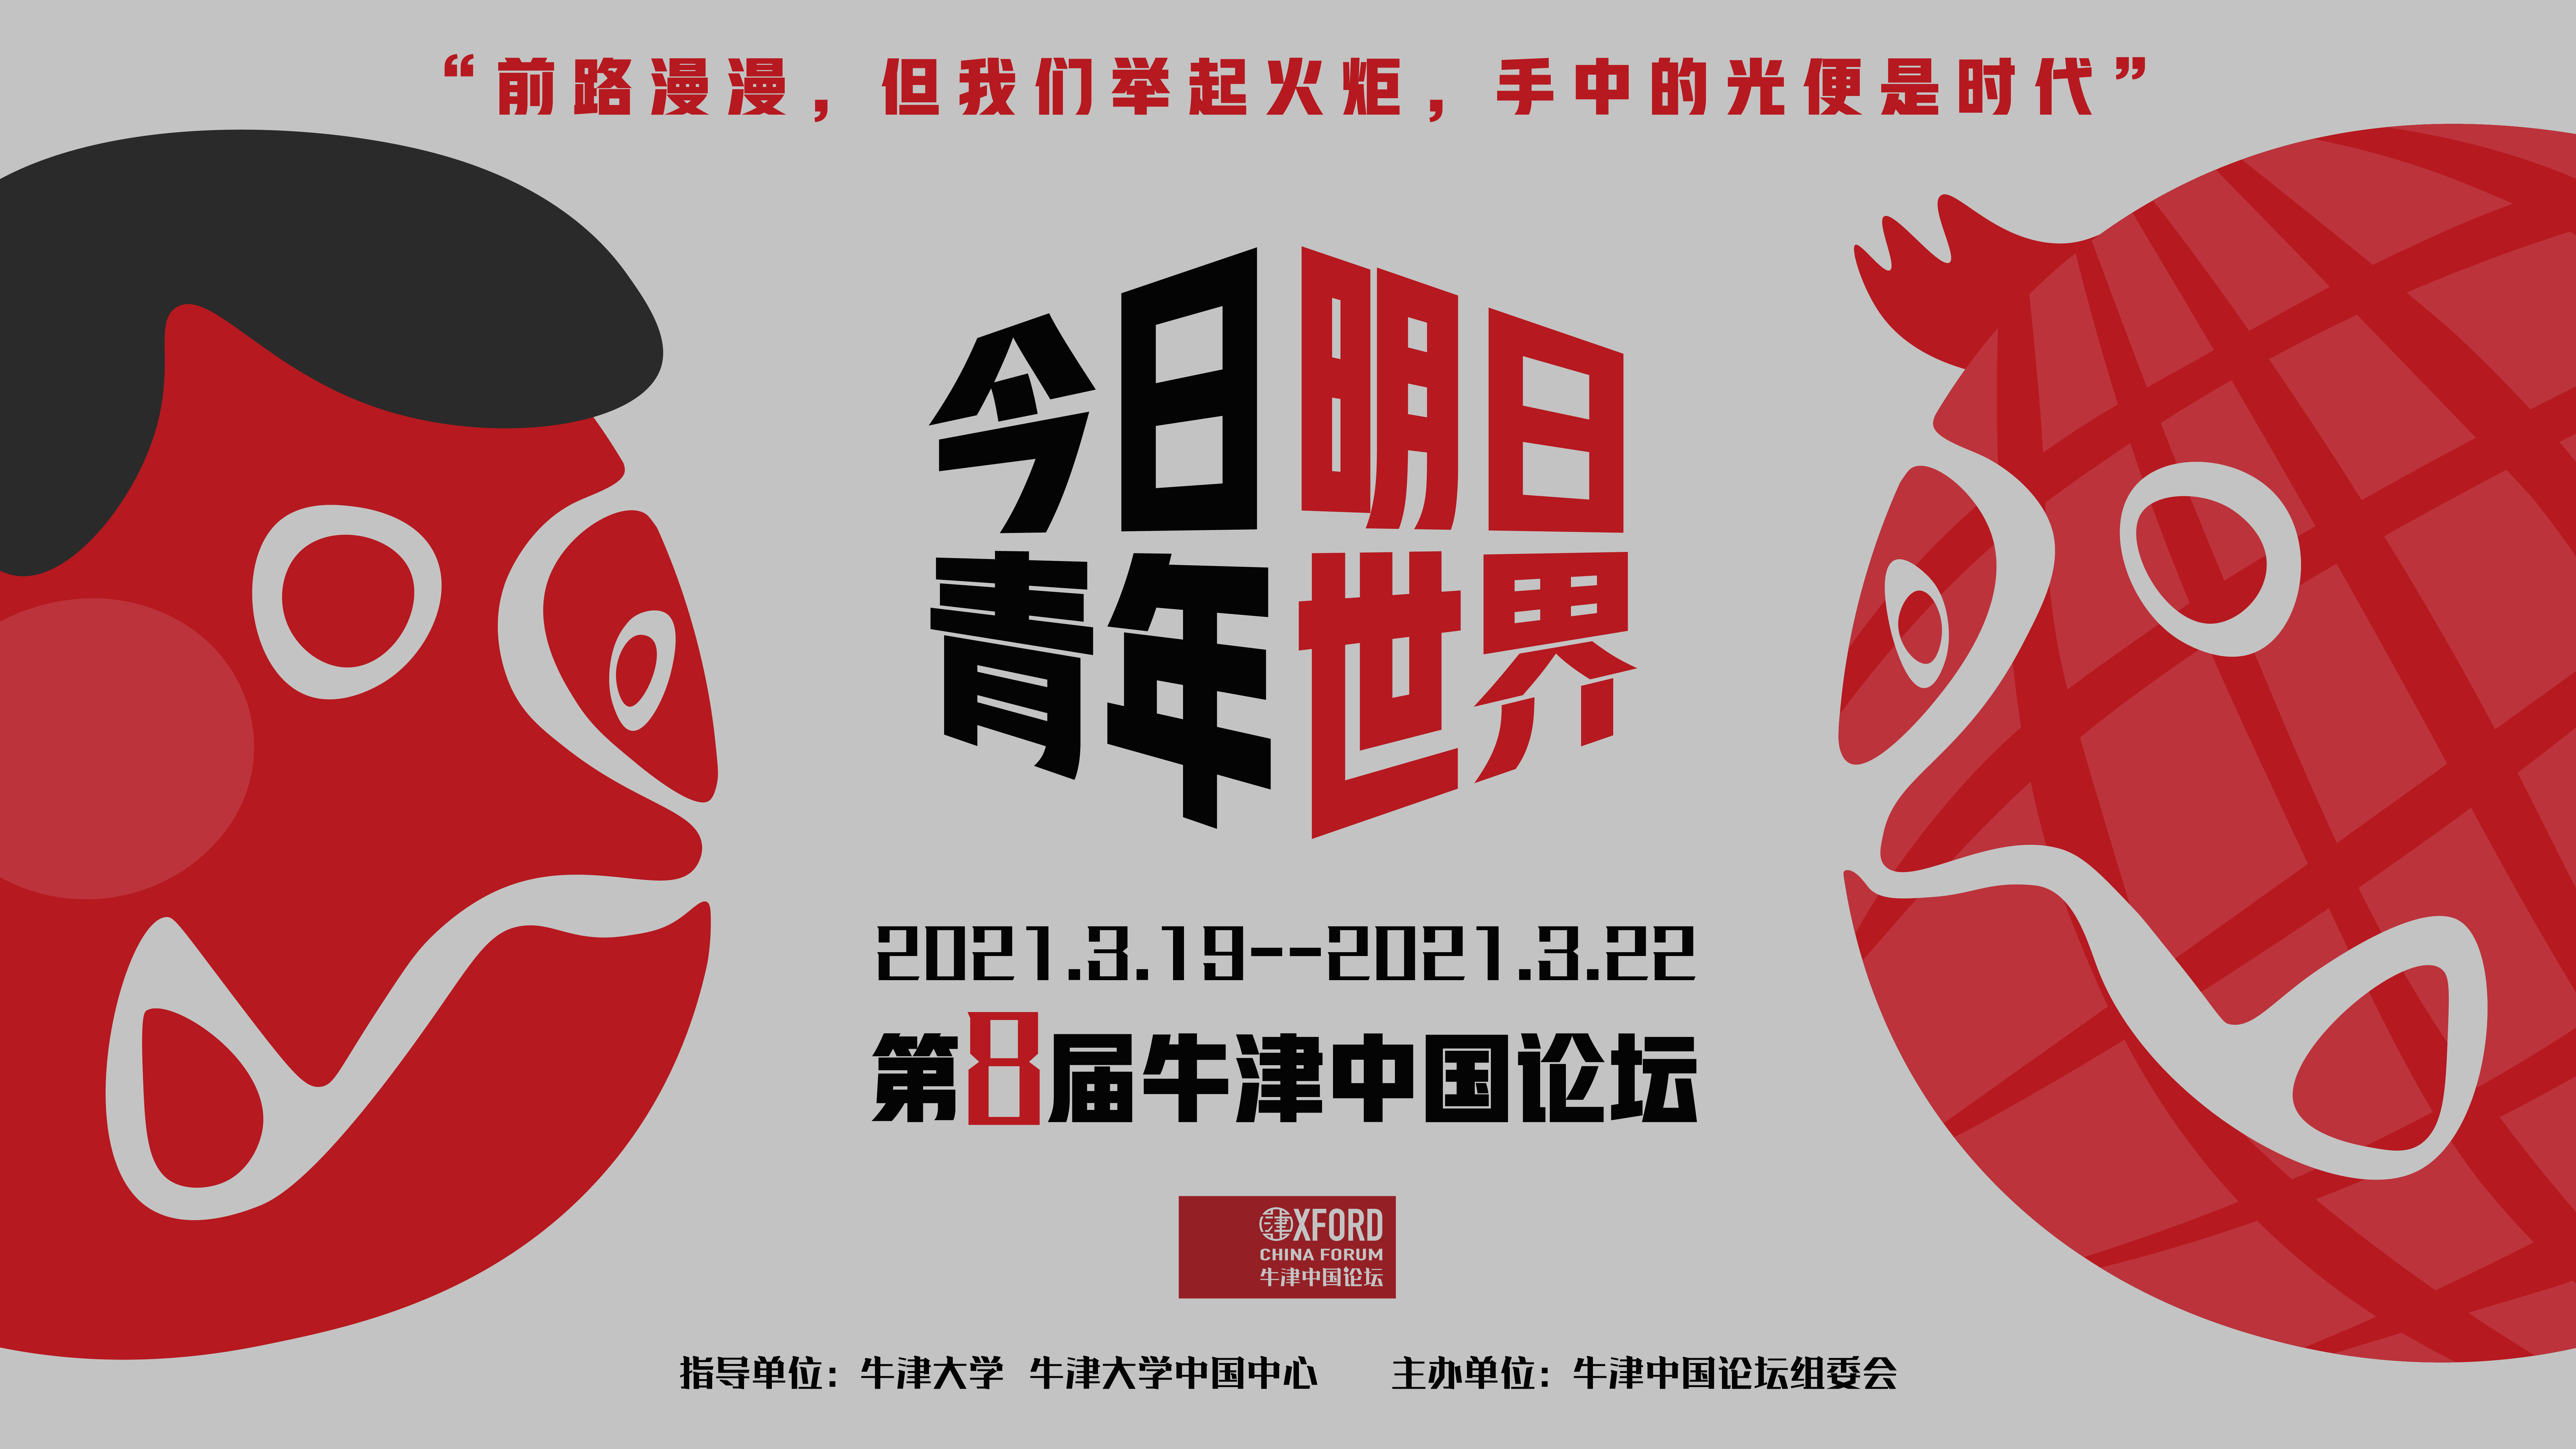 “前路漫漫，但我们举起火炬，手中的光便是时代”
今日明日
青年世界
2021.3.19--2021.3.22
第8届牛津中国论坛
津XFORD
CHINA FORUM
牛津中国论坛
指导单位：牛津大学 牛津大学中国中心 主办单位：牛津中国论坛组委会